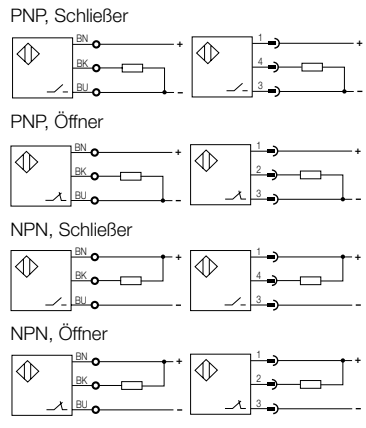 PNP, Schließer
BN + 1 +
BK 4
BU - 3 -
PNP, Öffner
BN + 1 +
BK 2
BU - 3 -
NPN, Schließer
BN + 1 +
BK 4
BU - 3 -
NPN, Öffner
BN + 1 +
BK 2
BU - 3 -